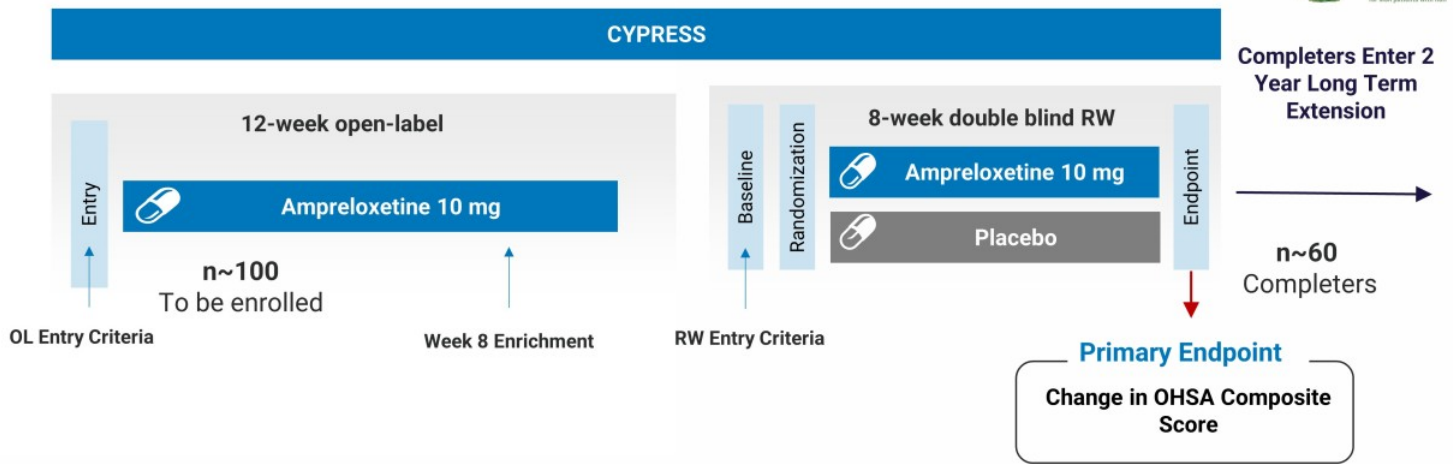 CYPRESS
Completers Enter 2
Year Long Term
Extension
12-week open-label
Entry
Ampreloxetine 10 mg
n~100
To be enrolled
OL Entry Criteria
Week 8 Enrichment
8-week double blind RW
Baseline
Randomization
Ampreloxetine 10 mg
Placebo
Endpoint
RW Entry Criteria
n~60
Completers
Primary Endpoint
Change in OHSA Composite
Score